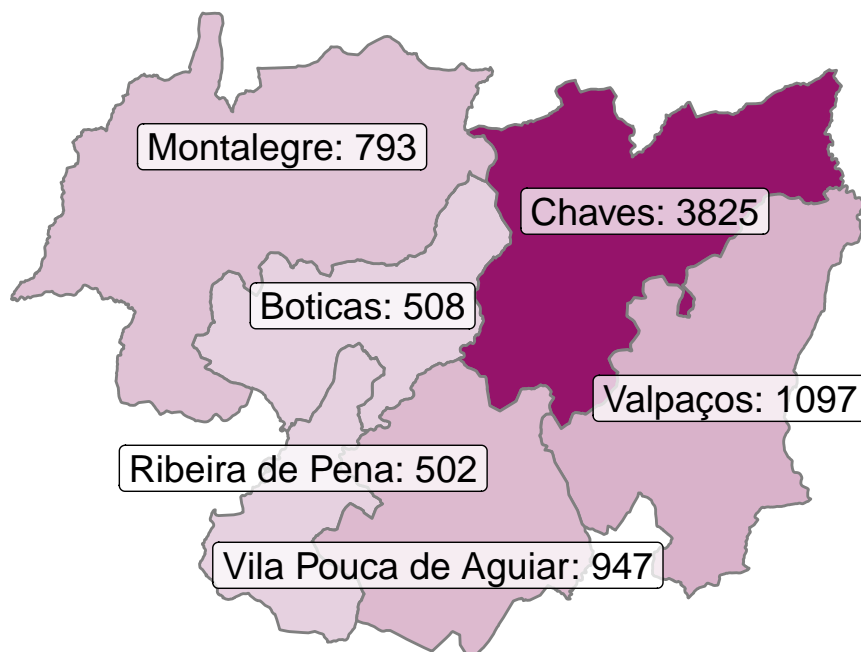 Montalegre: 793
Chaves: 3825
Boticas: 508
Valpaços: 1097
Ribeira de Pena: 502
Vila Pouca de Aguiar: 947